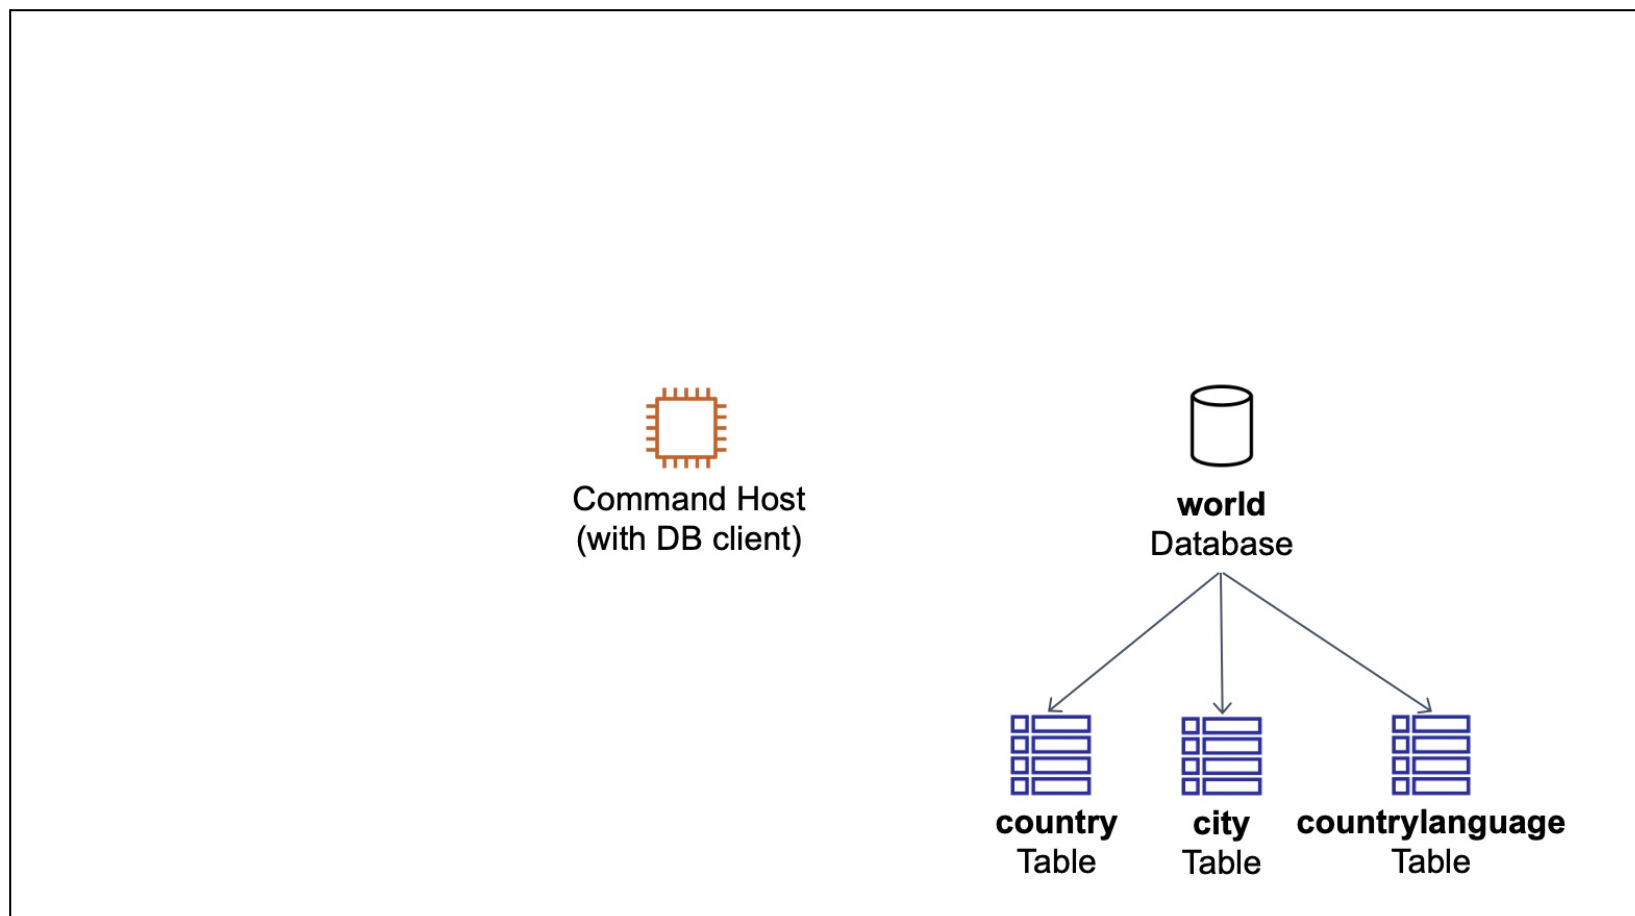 Command Host
(with DB client)
world
Database
country
Table
city
Table
countrylanguage
Table